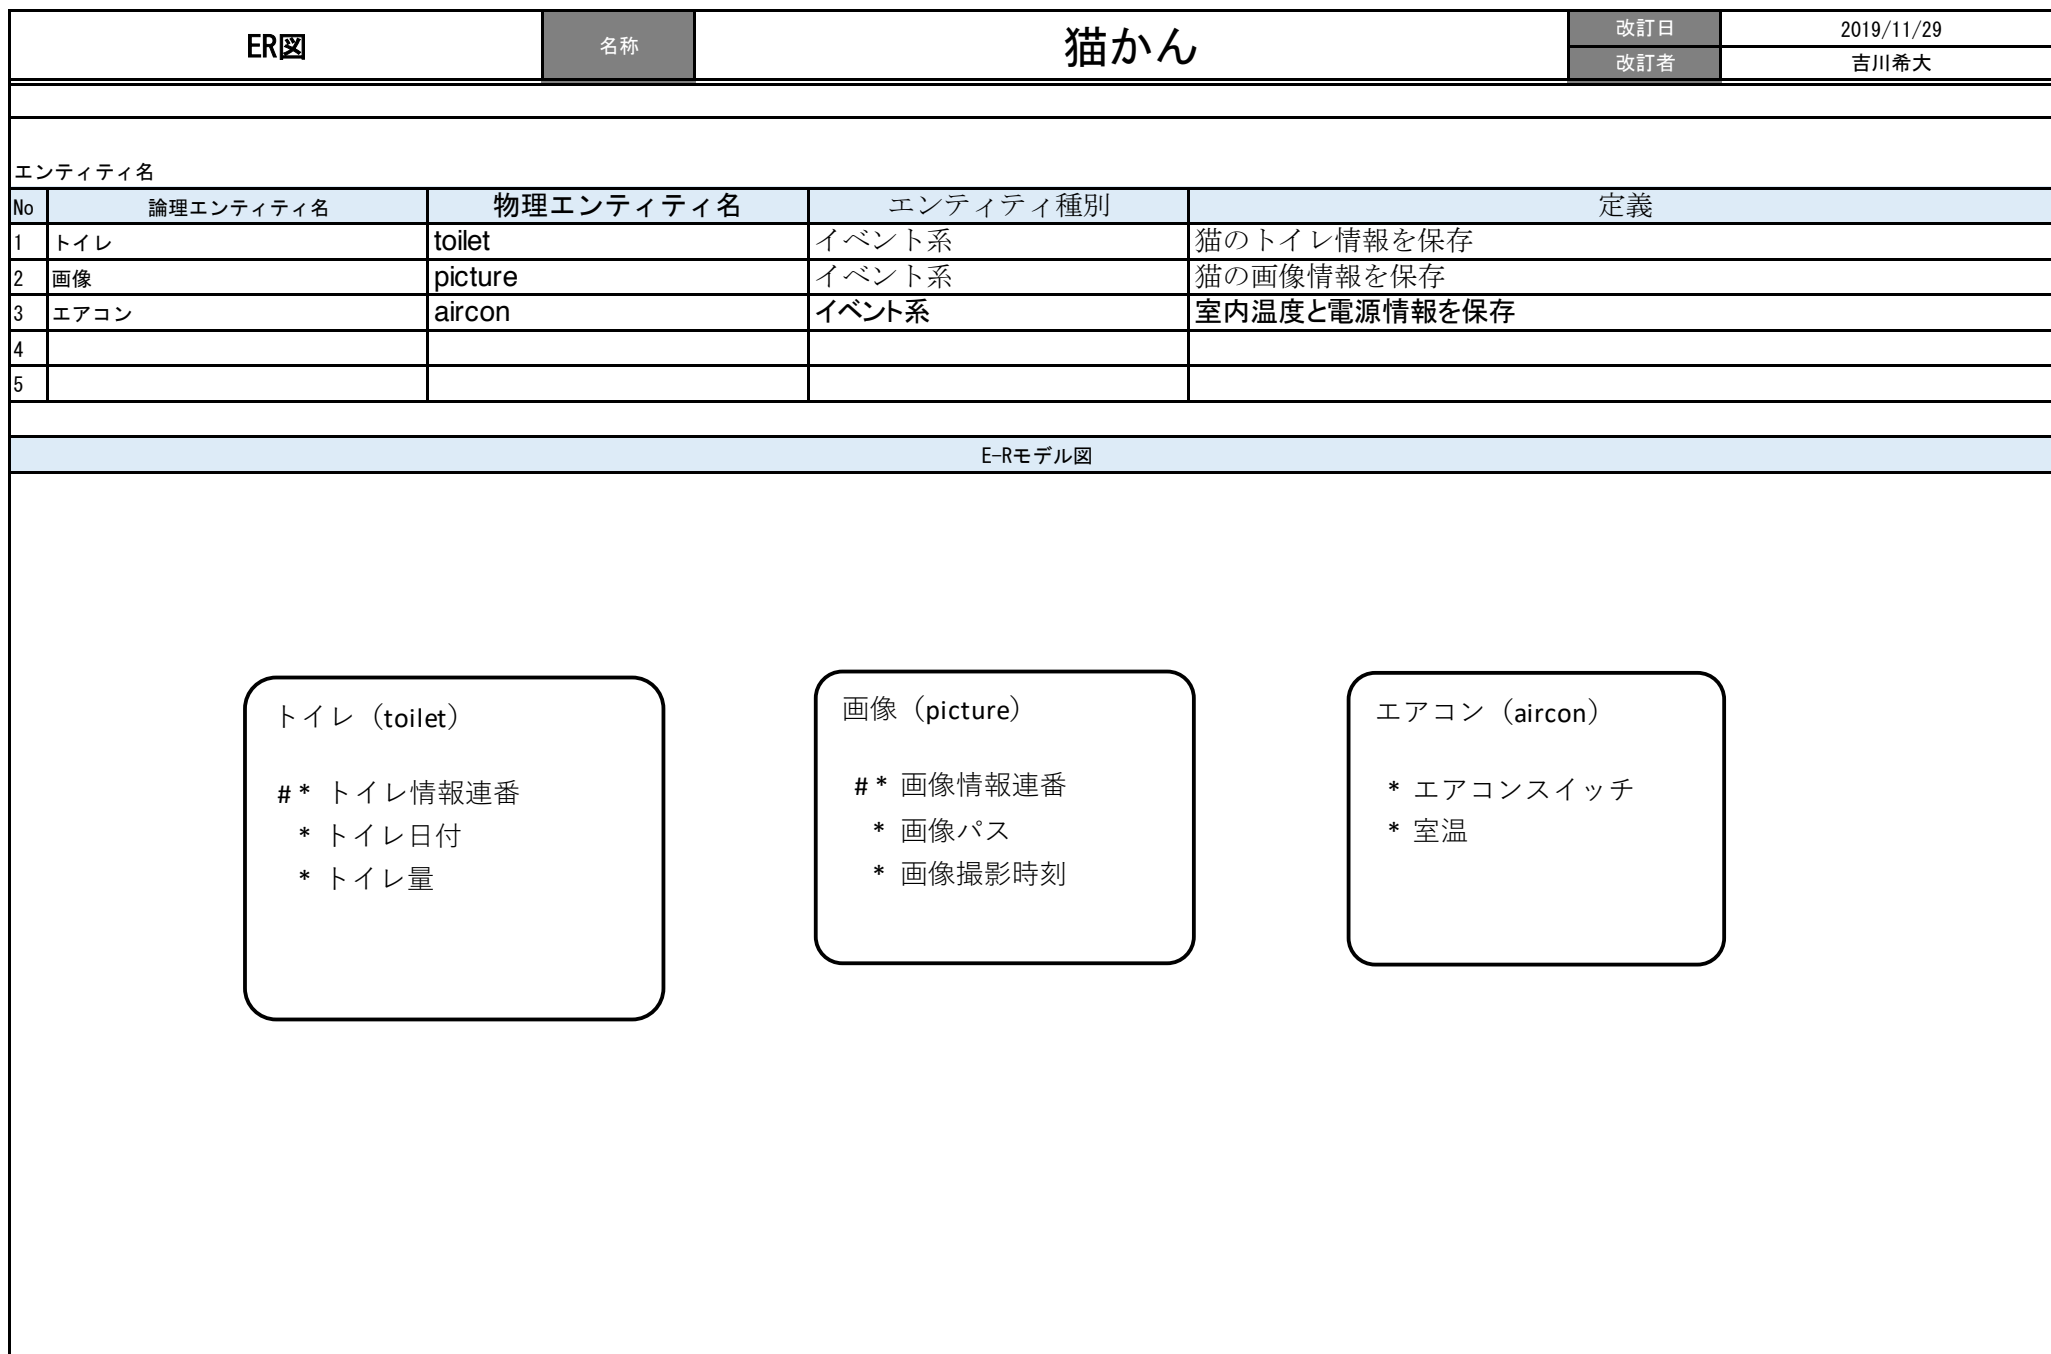 ER図 名称 猫かん 改訂日 2019/11/29
改訂者 吉川希大
エンティティ名
No 論理エンティティ名 物理エンティティ名 エンティティ種別 定義
1 トイレ toilet イベント系 猫のトイレ情報を保存
2 画像 picture イベント系 猫の画像情報を保存
3 エアコン aircon イベント系 室内温度と電源情報を保存
4
5
E-Rモデル図
トイレ（toilet）
#* トイレ情報連番
* トイレ日付
* トイレ量
画像（picture）
#* 画像情報連番
* 画像パス
* 画像撮影時刻
エアコン（aircon）
* エアコンスイッチ
* 室温